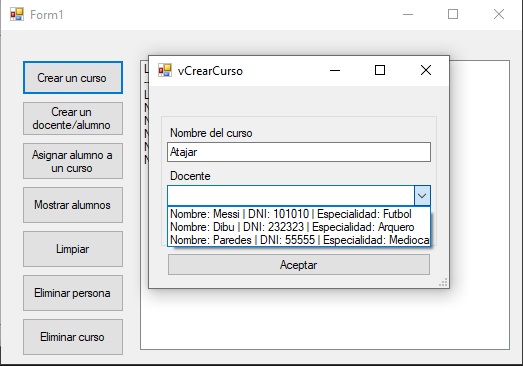 Form1
Crear un curso
Crear un
docente/alumno
Asignar alumno a
un curso
Mostrar alumnos
Limpiar
Eliminar persona
Eliminar curso
vCrearCurso
Nombre del curso
Atajar
Docente
Nombre: Messi | DNI: 101010 | Especialidad: Futbol
Nombre: Dibu | DNI: 232323 | Especialidad: Arquero
Nombre: Paredes | DNI: 55555 | Especialidad: Medioca
Aceptar